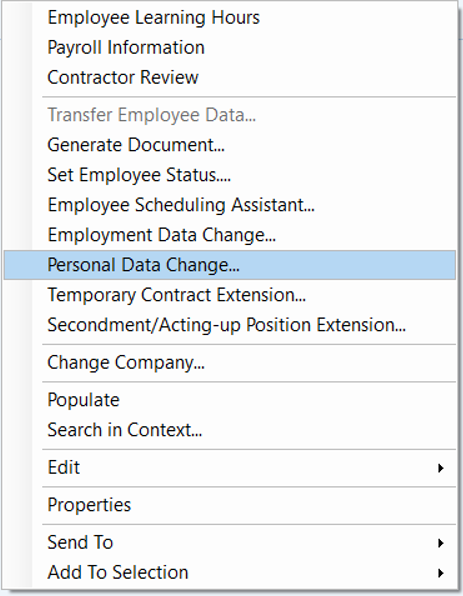 Employee Learning Hours
Payroll Information
Contractor Review
Transfer Employee Data...
Generate Document...
Set Employee Status....
Employee Scheduling Assistant...
Employment Data Change...
Personal Data Change...
Temporary Contract Extension...
Secondment/Acting-up Position Extension...
Change Company...
Populate
Search in Context...
Edit
Properties
Send To
Add To Selection